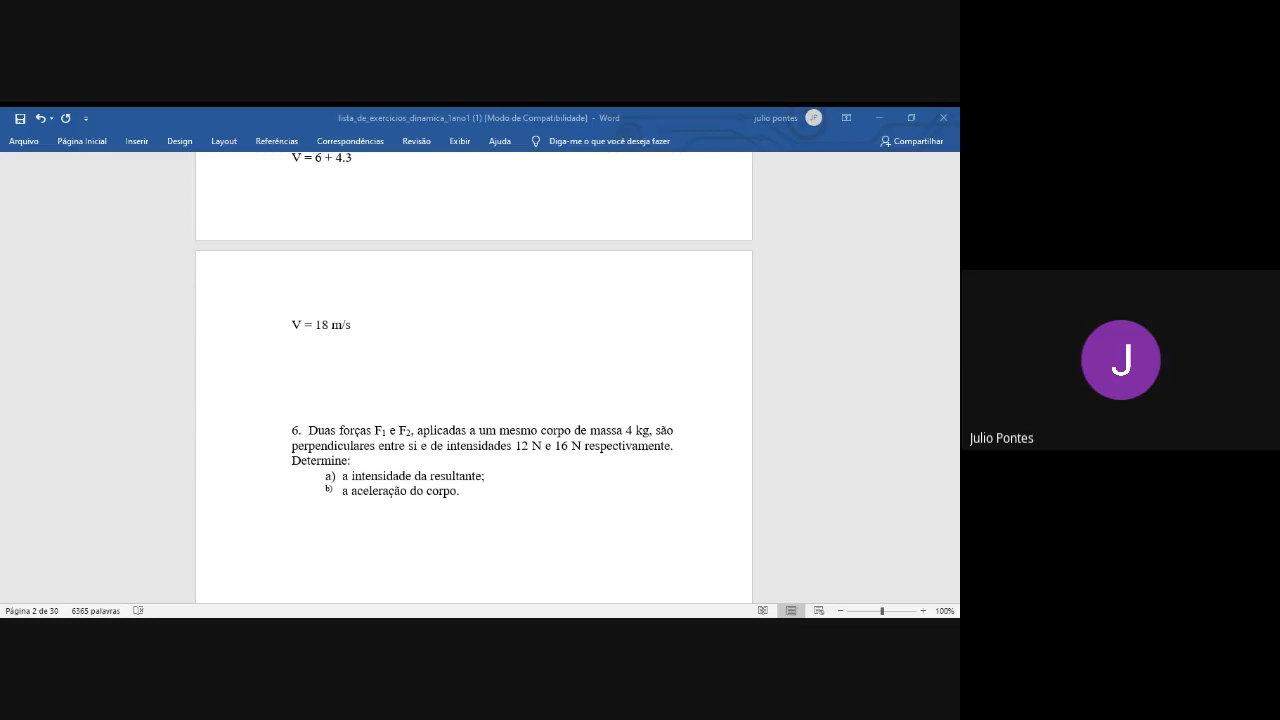 lista_de_exercicios_dinamica_1ano1 (1) [Modo de Compatibilidade] - Word
julio pontes
JP
Arquivo Página Inicial Inserir Design Layout Referências Correspondências Revisão Exibir Ajuda Diga-me o que você deseja fazer Compartilhar
V = 6 + 4.3
V = 18 m/s
6. Duas forças F₁ e F₂, aplicadas a um mesmo corpo de massa 4 kg, são
perpendiculares entre si e de intensidades 12 N e 16 N respectivamente.
Determine:
a) a intensidade da resultante;
b) a aceleração do corpo.
Página 2 de 30 6365 palavras 100%
J
Julio Pontes